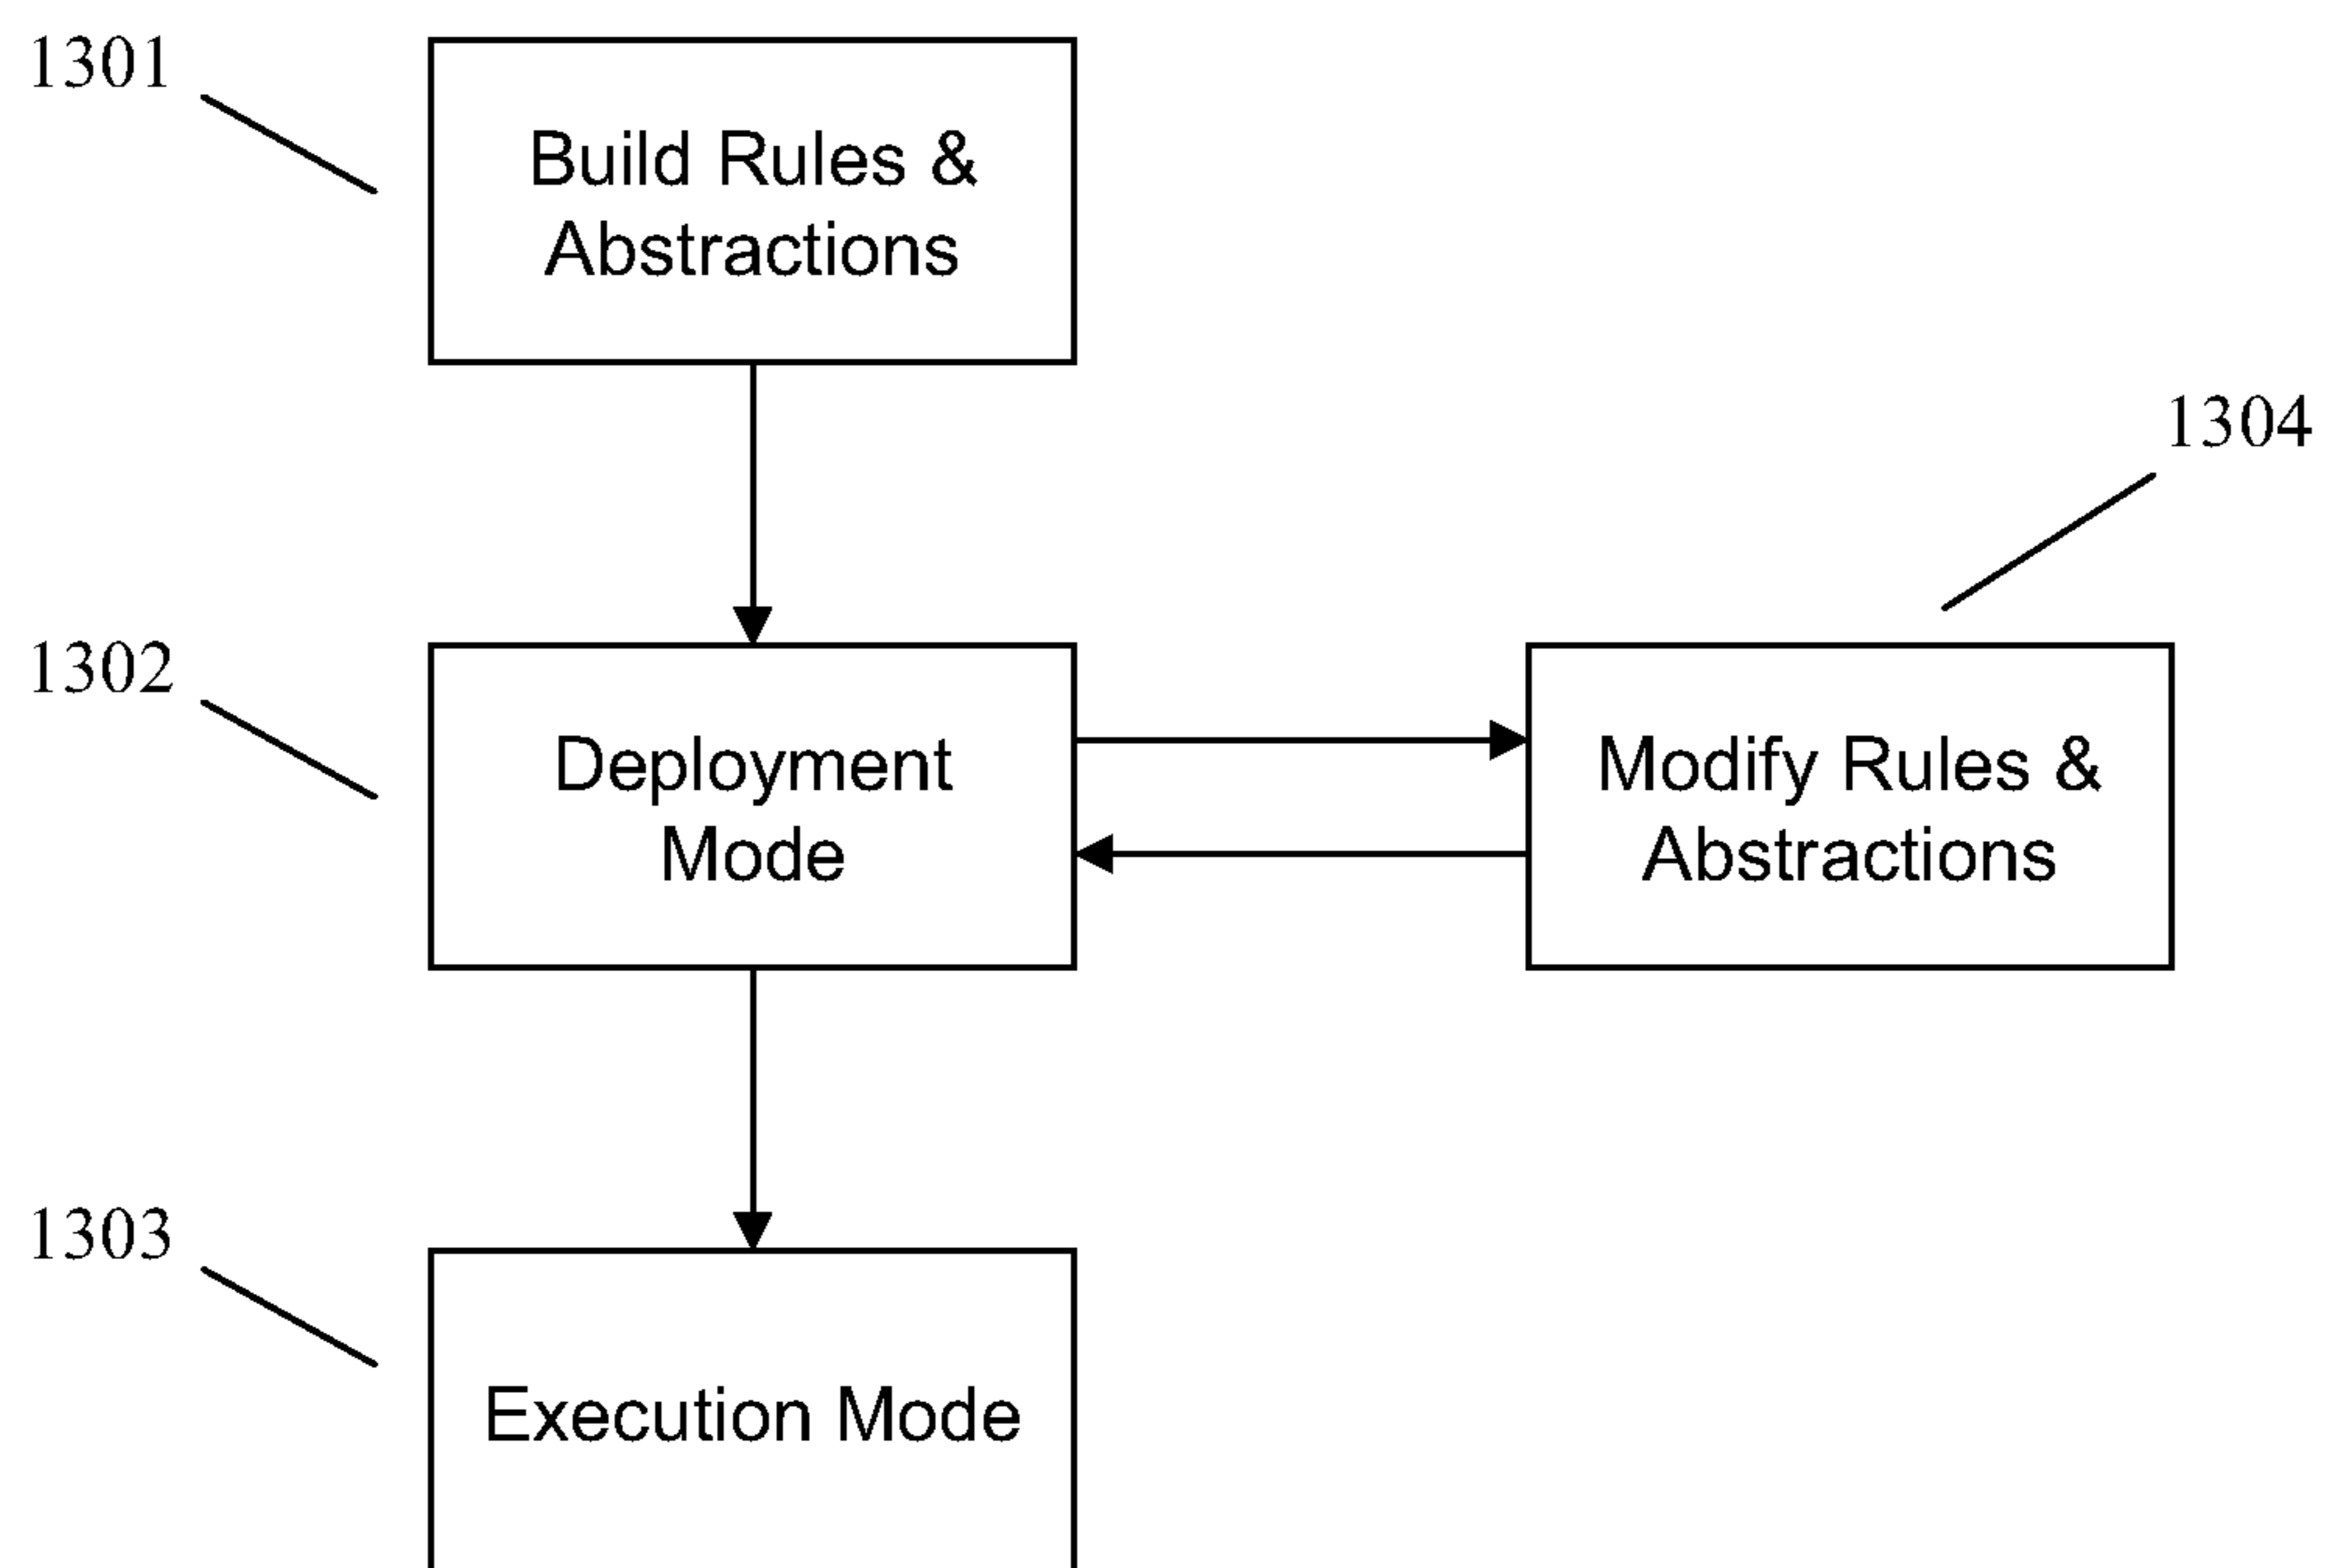 1301
Build Rules &
Abstractions
1304
1302
Deployment
Mode
Modify Rules &
Abstractions
1303
Execution Mode